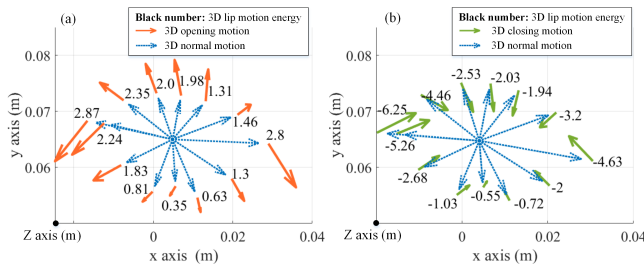 (a)
Black number: 3D lip motion energy
3D opening motion
3D normal motion
0.08
0.07
0.06
y axis (m)
2.35
2.0
1.98
1.31
2.87
2.24
1.46
2.8
1.83
1.3
0.81
0.35
0.63
Z axis (m)
0
0.02
0.04
x axis (m)
(b)
Black number: 3D lip motion energy
3D closing motion
3D normal motion
0.08
0.07
0.06
y axis (m)
-2.53
-2.03
-4.46
-1.94
-6.25
-3.2
-5.26
-4.63
-2.68
-2
-0.55
-1.03
-0.72
Z axis (m)
0
0.02
0.04
x axis (m)